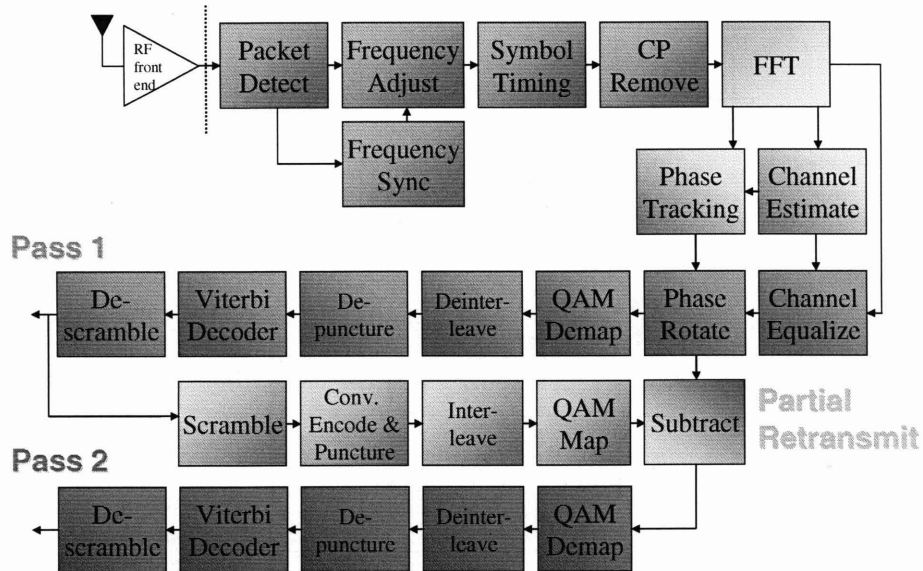 RF
front
end
Packet
Detect
Frequency
Adjust
Symbol
Timing
CP
Remove
FFT
Frequency
Sync
Phase
Tracking
Channel
Estimate
Pass 1
De-
scramble
Viterbi
Decoder
De-
puncture
Deinter-
leave
QAM
Demap
Phase
Rotate
Channel
Equalize
Scramble
Conv.
Encode &
Puncture
Inter-
leave
QAM
Map
Subtract
Partial
Retransmit
Pass 2
De-
scramble
Viterbi
Decoder
De-
puncture
Deinter-
leave
QAM
Demap